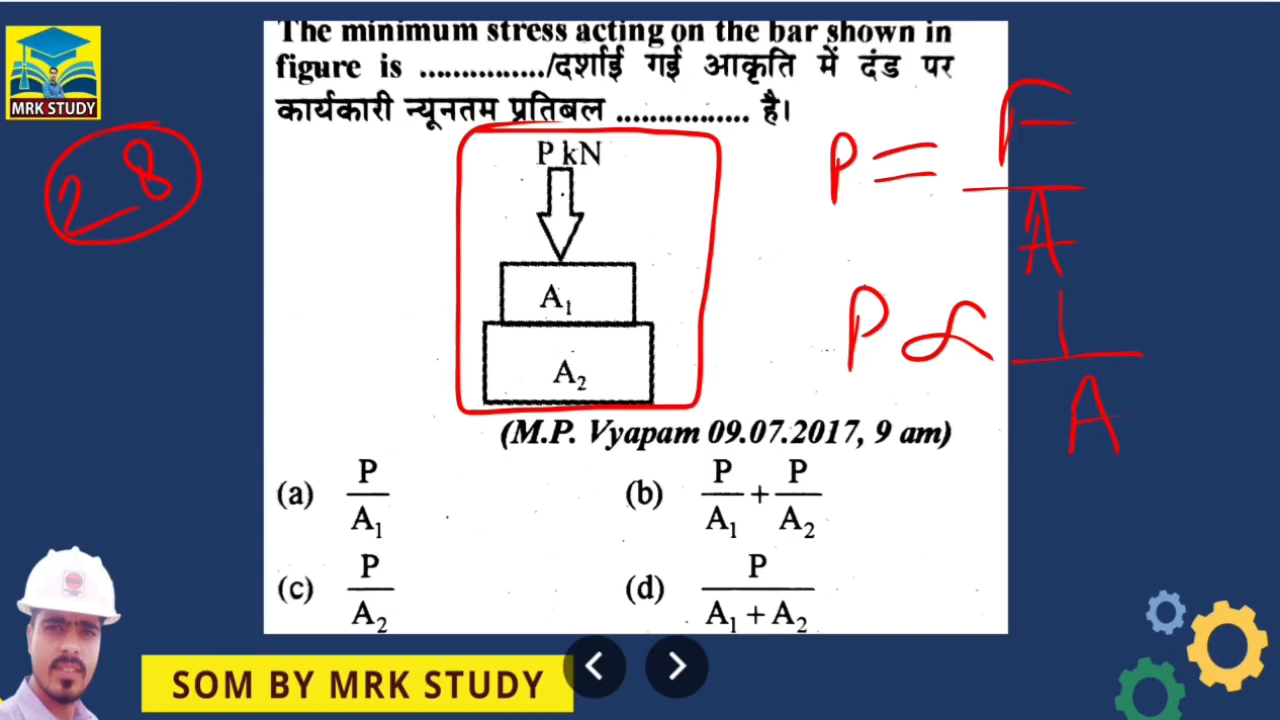 MRK STUDY
The minimum stress acting on the bar shown in
figure is ................/दर्शाई गई आकृति में दंड पर
कार्यकारी न्यूनतम प्रतिबल ................ है।
28
P kN
A₁
A₂
P = F/A
P ∝ 1/A
(M.P. Vyapam 09.07.2017, 9 am)
(a) P/A₁
(b) P/A₁ + P/A₂
(c) P/A₂
(d) P/(A₁ + A₂)
SOM BY MRK STUDY